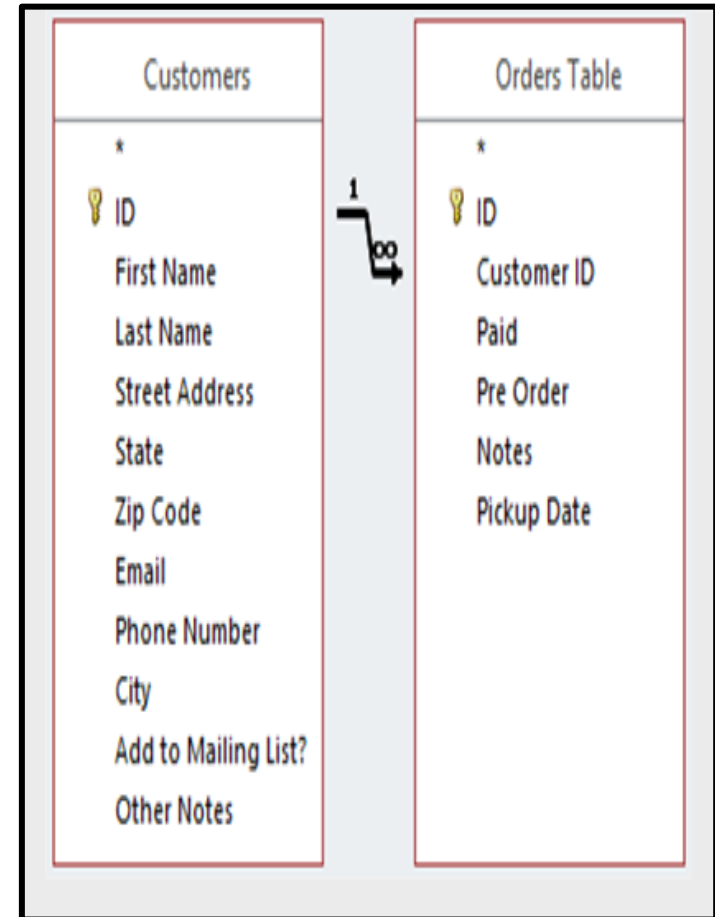 Customers
*
ID
First Name
Last Name
Street Address
State
Zip Code
Email
Phone Number
City
Add to Mailing List?
Other Notes
1
∞
Orders Table
*
ID
Customer ID
Paid
Pre Order
Notes
Pickup Date